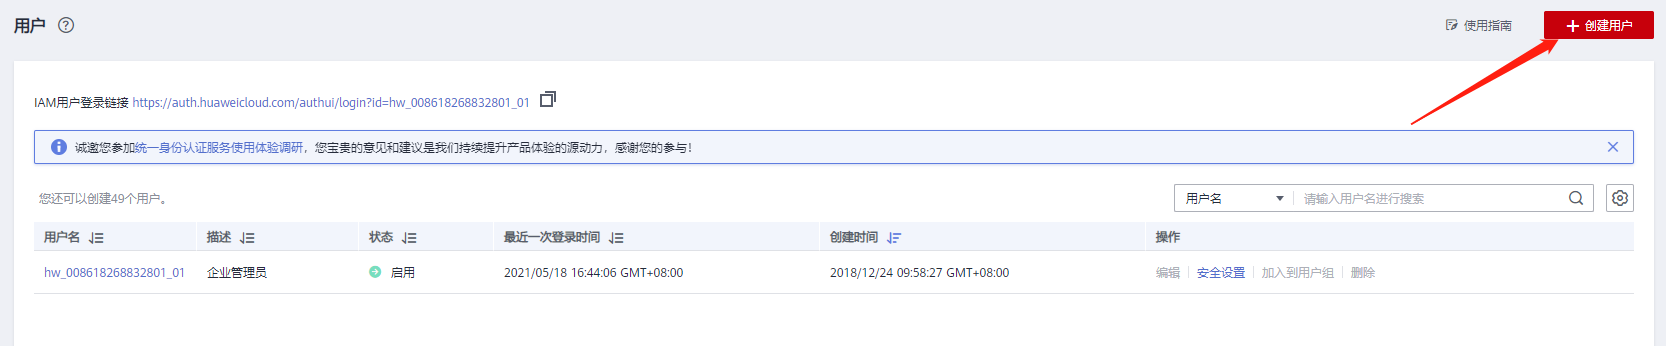 用户
使用指南
创建用户
IAM用户登录链接 https://auth.huaweicloud.com/authui/login?id=hw_008618268832801_01
诚邀您参加统一身份认证服务使用体验调研，您宝贵的意见和建议是我们持续提升产品体验的源动力，感谢您的参与！
您还可以创建49个用户。
用户名 请输入用户名进行搜索
用户名 描述 状态 最近一次登录时间 创建时间 操作
hw_008618268832801_01 企业管理员 启用 2021/05/18 16:44:06 GMT+08:00 2018/12/24 09:58:27 GMT+08:00 编辑 安全设置 加入到用户组 删除